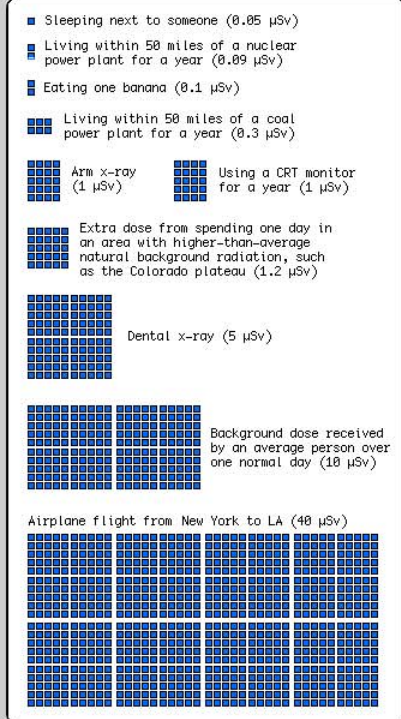 Sleeping next to someone (0.05 μSv)
Living within 50 miles of a nuclear
power plant for a year (0.09 μSv)
Eating one banana (0.1 μSv)
Living within 50 miles of a coal
power plant for a year (0.3 μSv)
Arm x-ray
(1 μSv)
Using a CRT monitor
for a year (1 μSv)
Extra dose from spending one day in
an area with higher-than-average
natural background radiation, such
as the Colorado plateau (1.2 μSv)
Dental x-ray (5 μSv)
Background dose received
by an average person over
one normal day (10 μSv)
Airplane flight from New York to LA (40 μSv)